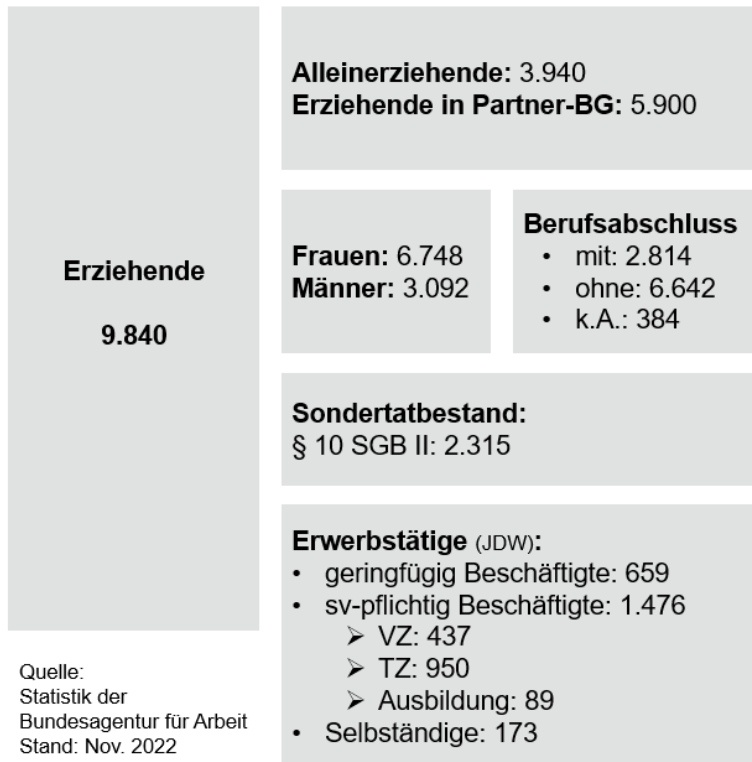 Erziehende
9.840
Alleinerziehende: 3.940
Erziehende in Partner-BG: 5.900
Frauen: 6.748
Männer: 3.092
Berufsabschluss
• mit: 2.814
• ohne: 6.642
• k.A.: 384
Sondertatbestand:
§ 10 SGB II: 2.315
Erwerbstätige (JDW):
• geringfügig Beschäftigte: 659
• sv-pflichtig Beschäftigte: 1.476
➢ VZ: 437
➢ TZ: 950
➢ Ausbildung: 89
• Selbständige: 173
Quelle:
Statistik der
Bundesagentur für Arbeit
Stand: Nov. 2022